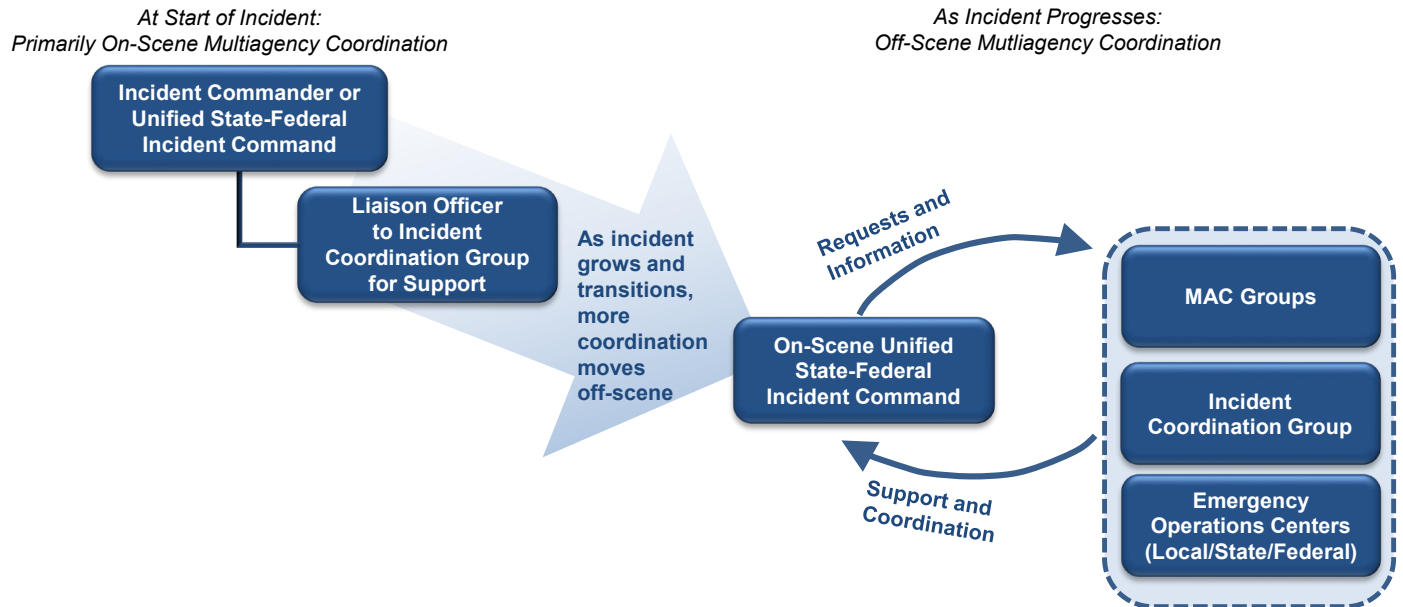 At Start of Incident:
Primarily On-Scene Multiagency Coordination
Incident Commander or
Unified State-Federal
Incident Command
Liaison Officer
to Incident
Coordination Group
for Support
As incident
grows and
transitions,
more
coordination
moves
off-scene
As Incident Progresses:
Off-Scene Mutliagency Coordination
Requests and
Information
On-Scene Unified
State-Federal
Incident Command
Support and
Coordination
MAC Groups
Incident
Coordination Group
Emergency
Operations Centers
(Local/State/Federal)